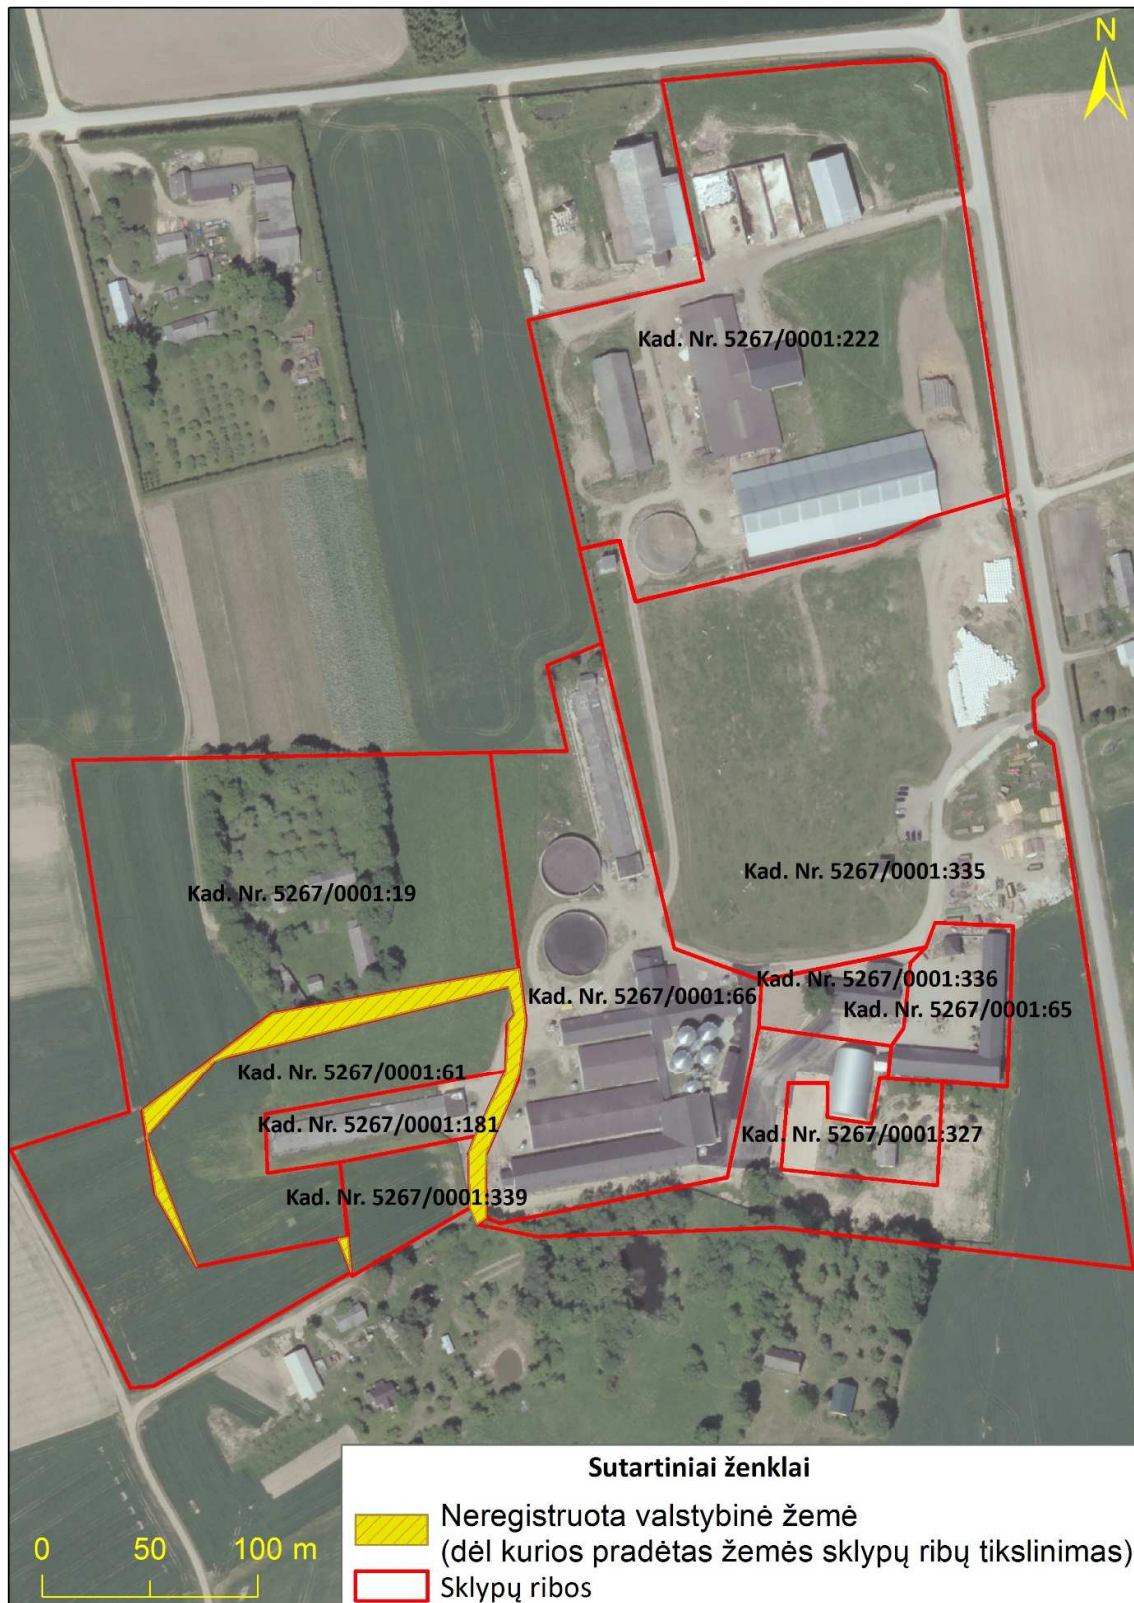 N
Kad. Nr. 5267/0001:222
Kad. Nr. 5267/0001:335
Kad. Nr. 5267/0001:19
Kad. Nr. 5267/0001:336
Kad. Nr. 5267/0001:66
Kad. Nr. 5267/0001:65
Kad. Nr. 5267/0001:61
Kad. Nr. 5267/0001:181
Kad. Nr. 5267/0001:327
Kad. Nr. 5267/0001:339
Sutartiniai ženklai
Neregistruota valstybinė žemė
(dėl kurios pradėtas žemės sklypų ribų tikslinimas)
Sklypų ribos
0 50 100 m